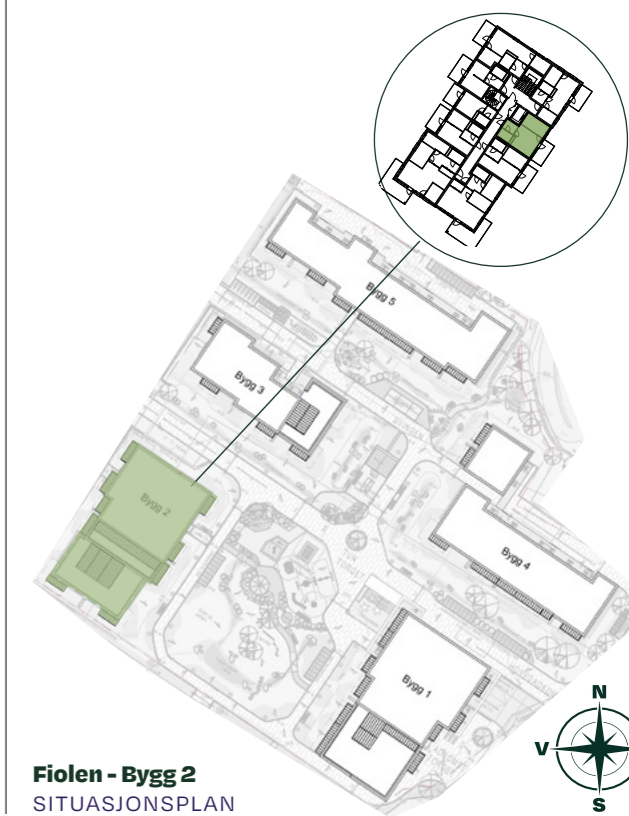 Bygg 5
Bygg 3
Bygg 2
Bygg 4
Bygg 1
N
V
S
Fiolen - Bygg 2
SITUASJONSPLAN